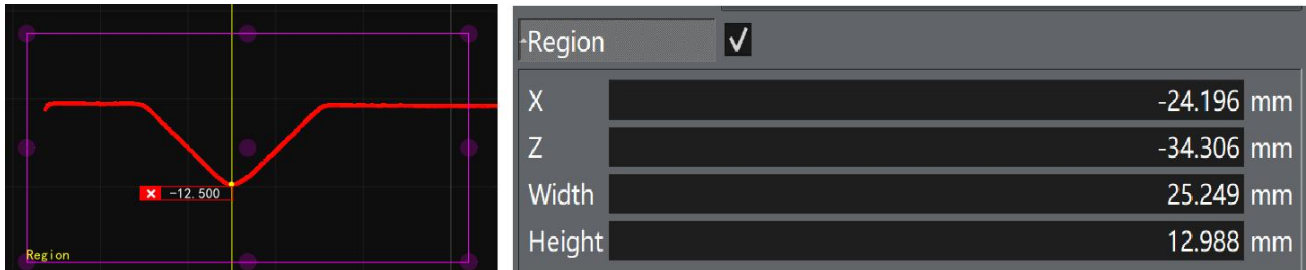 -12.500
Region
Region
X -24.196 mm
Z -34.306 mm
Width 25.249 mm
Height 12.988 mm